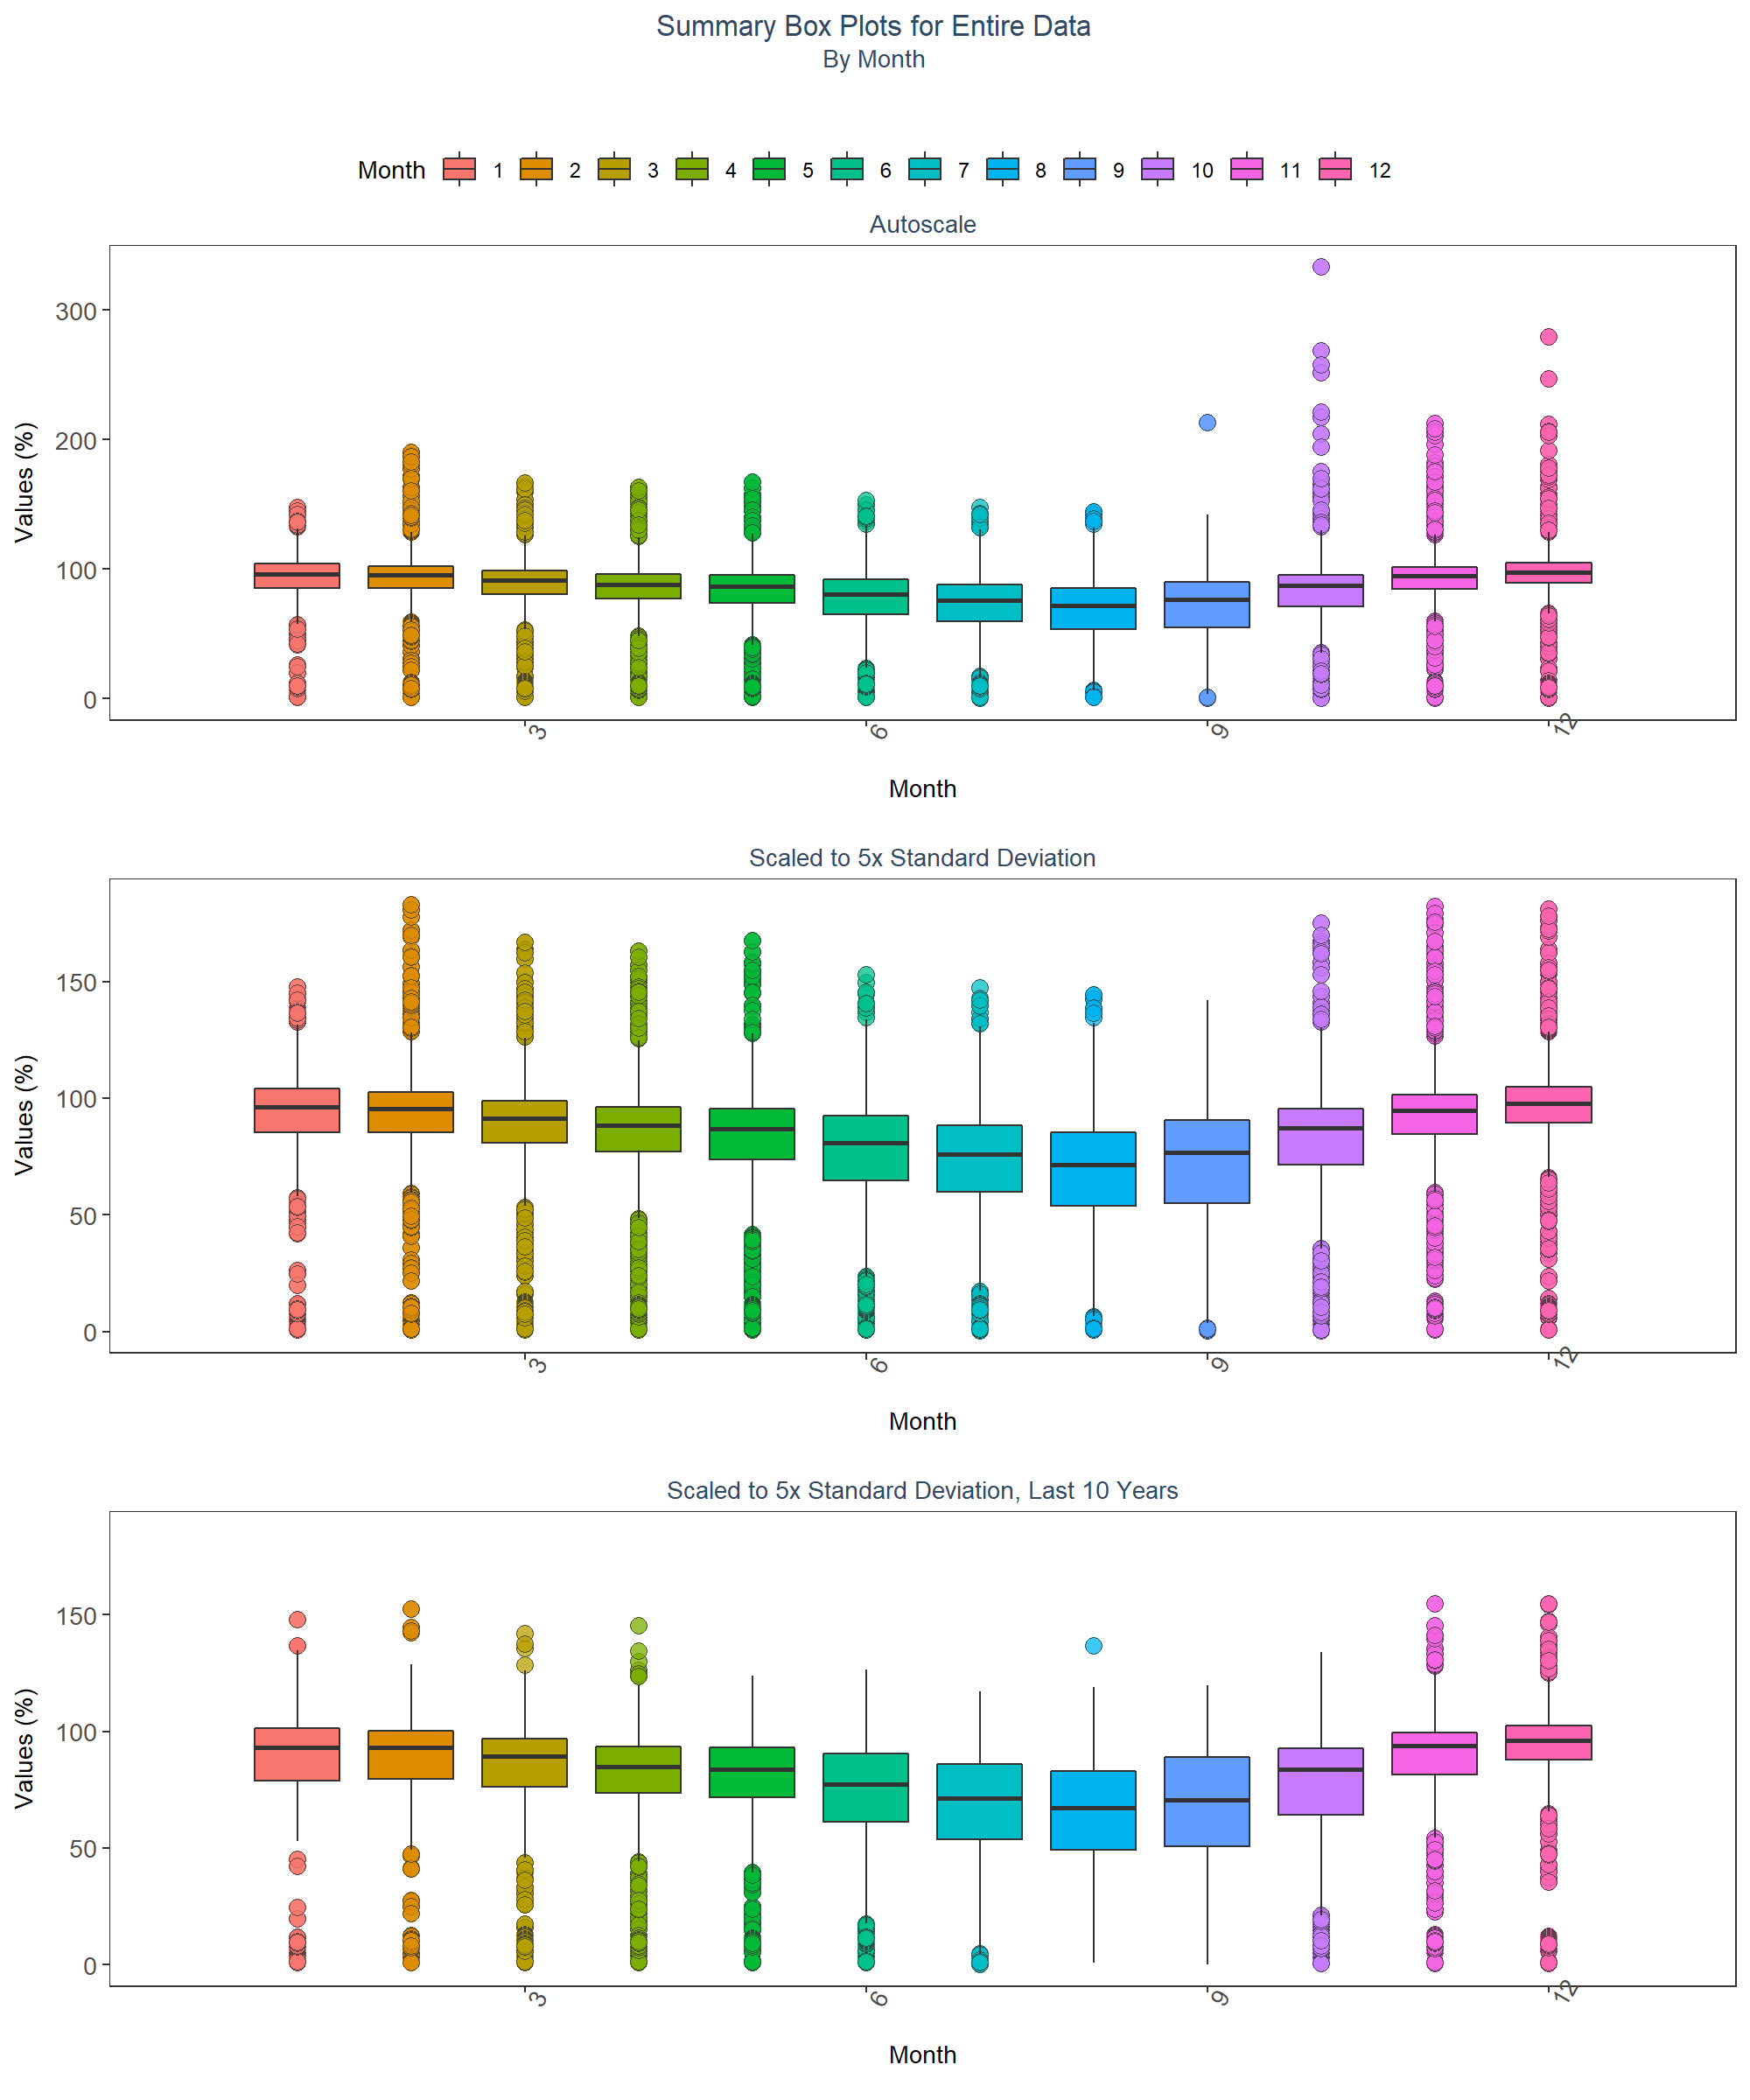 Summary Box Plots for Entire Data
By Month
Month 1 2 3 4 5 6 7 8 9 10 11 12
Autoscale
Values (%)
300
200
100
0
3 6 9 12
Month
Scaled to 5x Standard Deviation
Values (%)
150
100
50
0
3 6 9 12
Month
Scaled to 5x Standard Deviation, Last 10 Years
Values (%)
150
100
50
0
3 6 9 12
Month